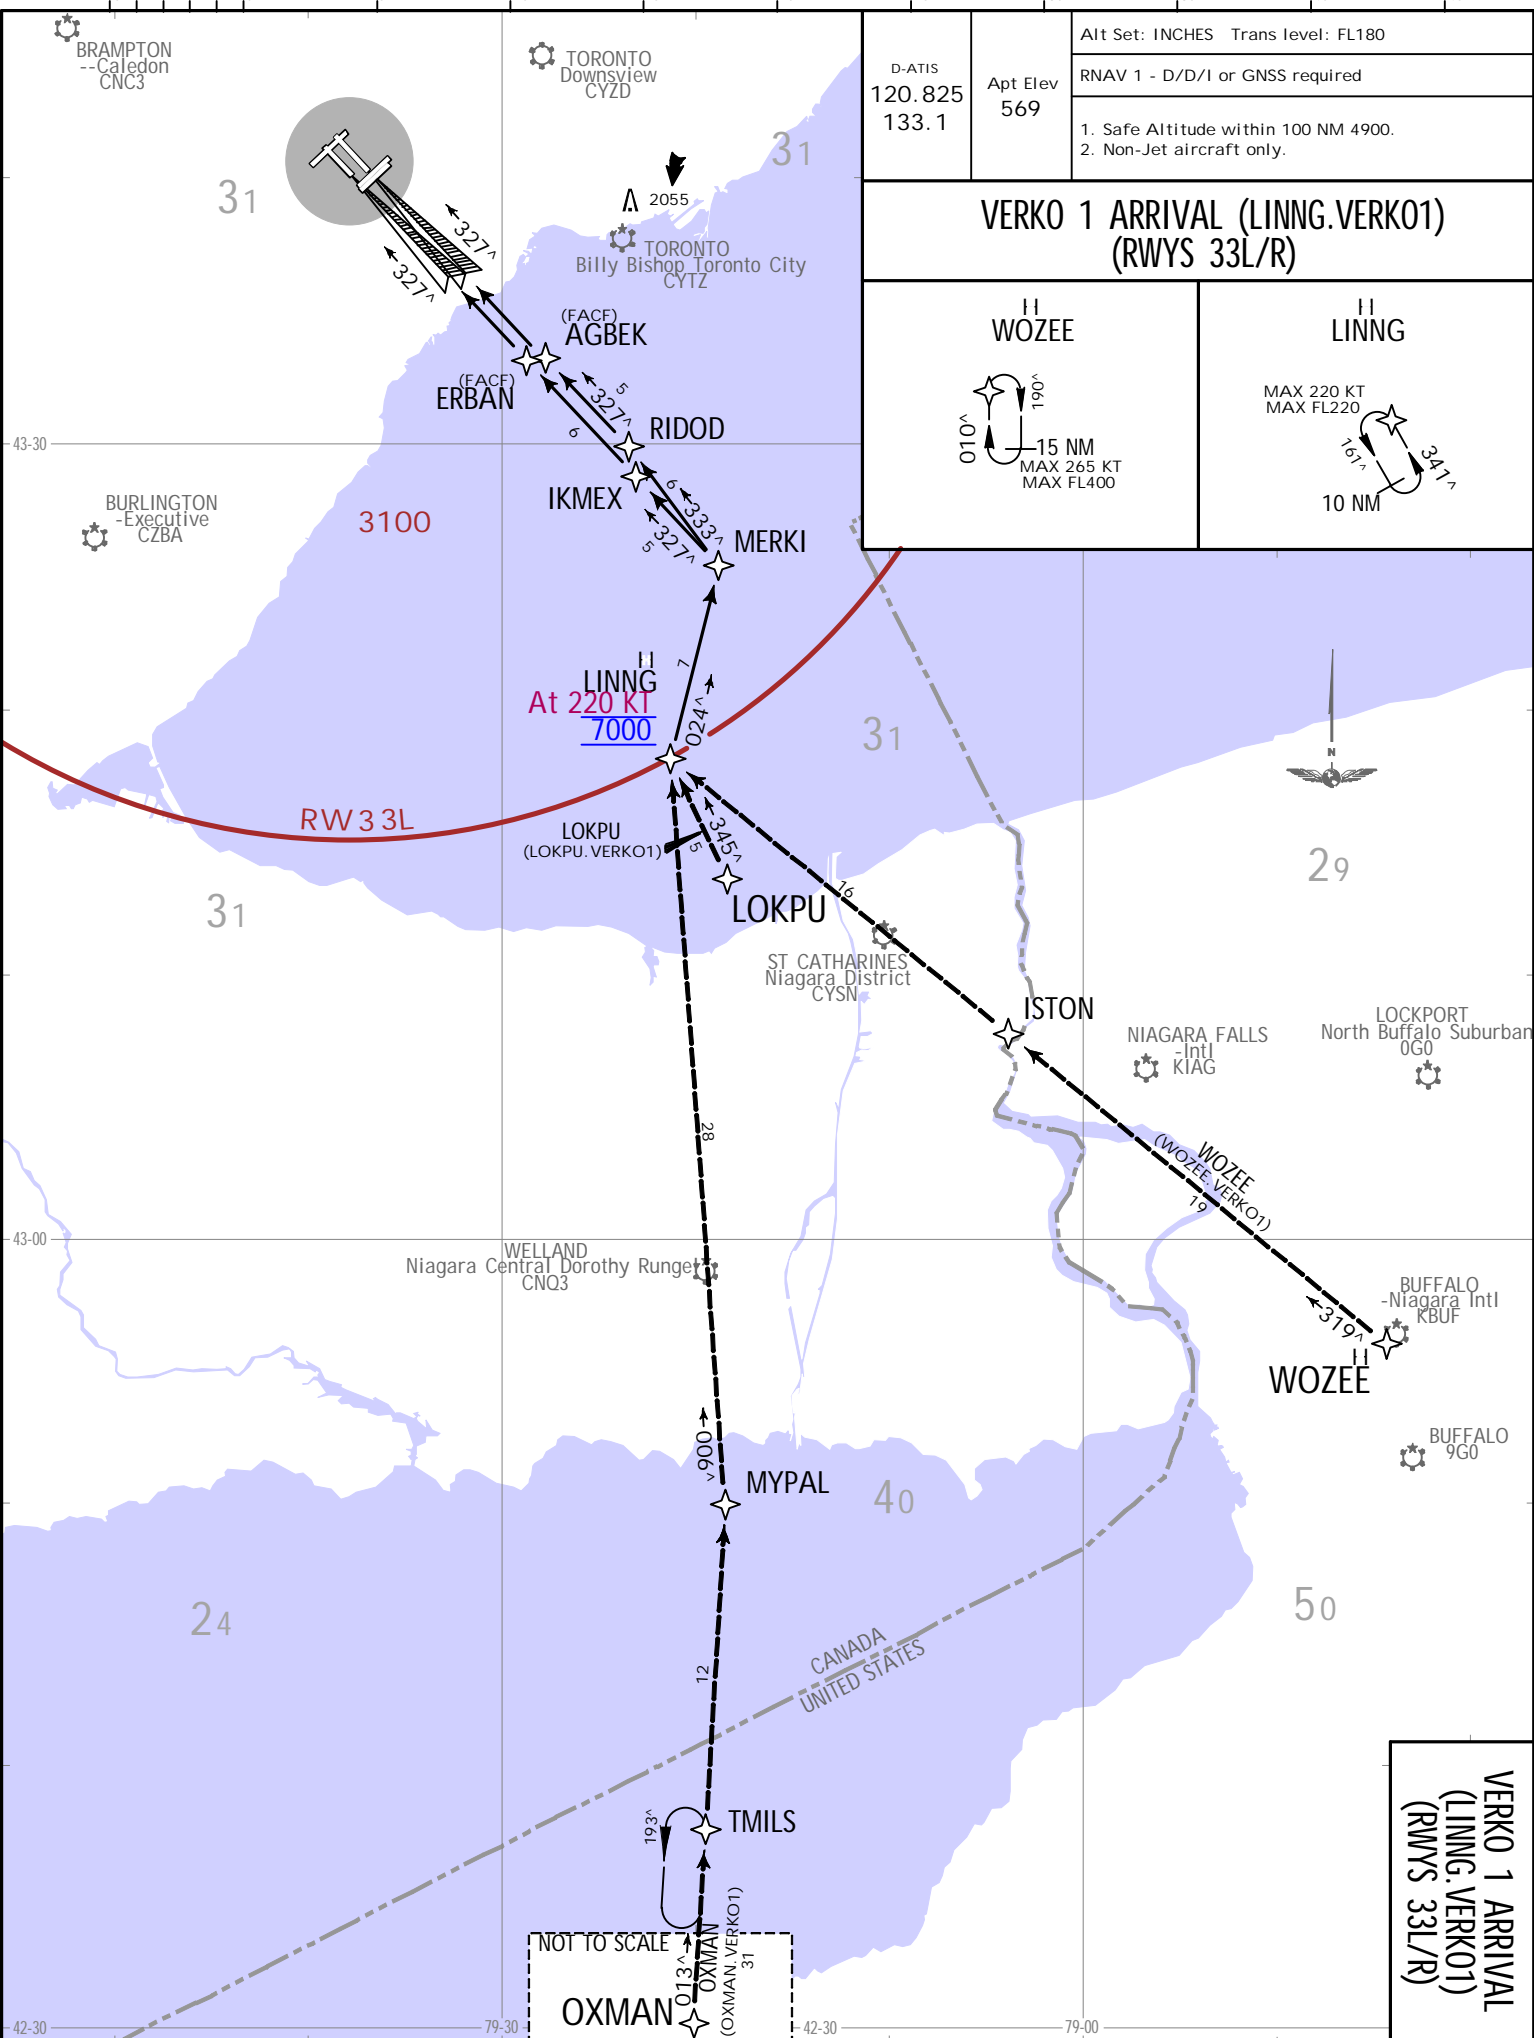 BRAMPTON
--Caledon
CNC3
TORONTO
Downsview
CYZD
D-ATIS
120.825
133.1
Apt Elev
569
Alt Set: INCHES Trans level: FL180
RNAV 1 - D/D/I or GNSS required
1. Safe Altitude within 100 NM 4900.
2. Non-Jet aircraft only.
VERKO 1 ARRIVAL (LINNG.VERKO1)
(RWYS 33L/R)
H
WOZEE
010^
190^
15 NM
MAX 265 KT
MAX FL400
H
LINNG
MAX 220 KT
MAX FL220
161^
341^
10 NM
31
31
2055
TORONTO
Billy Bishop Toronto City
CYTZ
327^
327^
(FACF)
AGBEK
(FACF)
ERBAN
5
327^
6
RIDOD
43-30
IKMEX
6
333^
327^
5
MERKI
BURLINGTON
-Executive
CZBA
3100
H
LINNG
At 220 KT
7000
7
024^
31
N
RW33L
LOKPU
(LOKPU.VERKO1)
345^
5
LOKPU
16
29
31
ST CATHARINES
Niagara District
CYSN
ISTON
NIAGARA FALLS
-Intl
KIAG
LOCKPORT
North Buffalo Suburban
0G0
28
WOZEE
(WOZEE.VERKO1)
19
43-00
WELLAND
Niagara Central Dorothy Runge
CNQ3
BUFFALO
-Niagara Intl
KBUF
319^
H
WOZEE
006^
BUFFALO
9G0
MYPAL
40
24
50
CANADA
UNITED STATES
12
193^
TMILS
VERKO 1 ARRIVAL
(LINNG.VERKO1)
(RWYS 33L/R)
NOT TO SCALE
013^
OXMAN
(OXMAN.VERKO1)
31
OXMAN
42-30
79-30
42-30
79-00